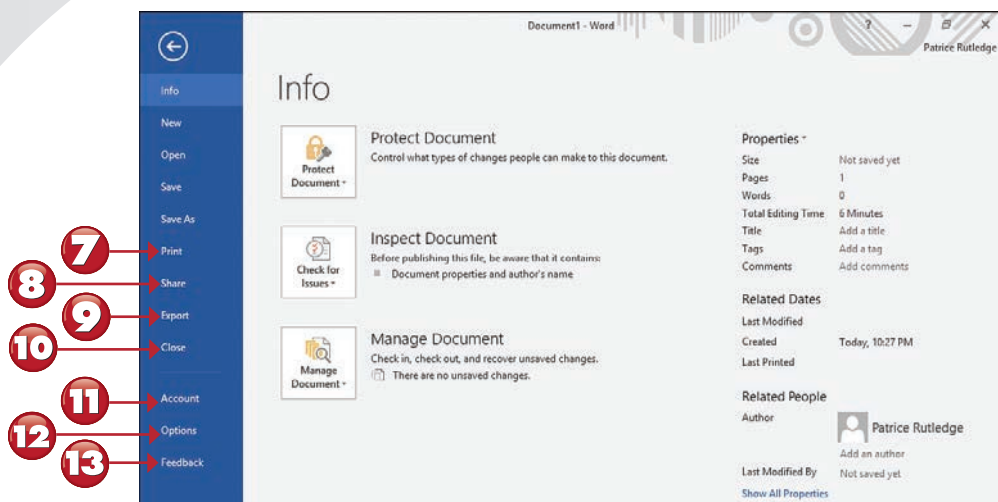 Document1 - Word
?
Patrice Rutledge
Info
New
Open
Save
Save As
7 Print
8 Share
9 Export
10 Close
11 Account
12 Options
13 Feedback
Info
Protect Document
Protect Document
Control what types of changes people can make to this document.
Check for Issues
Inspect Document
Before publishing this file, be aware that it contains:
Document properties and author's name
Manage Document
Manage Document
Check in, check out, and recover unsaved changes.
There are no unsaved changes.
Properties
Size Not saved yet
Pages 1
Words 0
Total Editing Time 6 Minutes
Title Add a title
Tags Add a tag
Comments Add comments
Related Dates
Last Modified
Created Today, 10:27 PM
Last Printed
Related People
Author Patrice Rutledge
Add an author
Last Modified By Not saved yet
Show All Properties